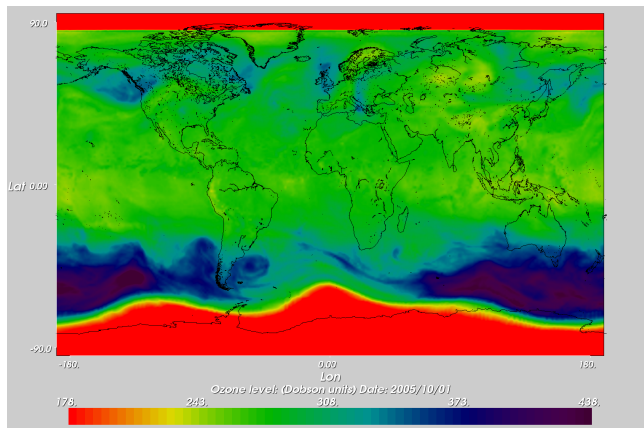 90.0
Lat 0.00
-90.0
-180. 0.00 180.
Lon
Ozone level: (Dobson units) Date: 2005/10/01
178. 243. 308. 373. 438.